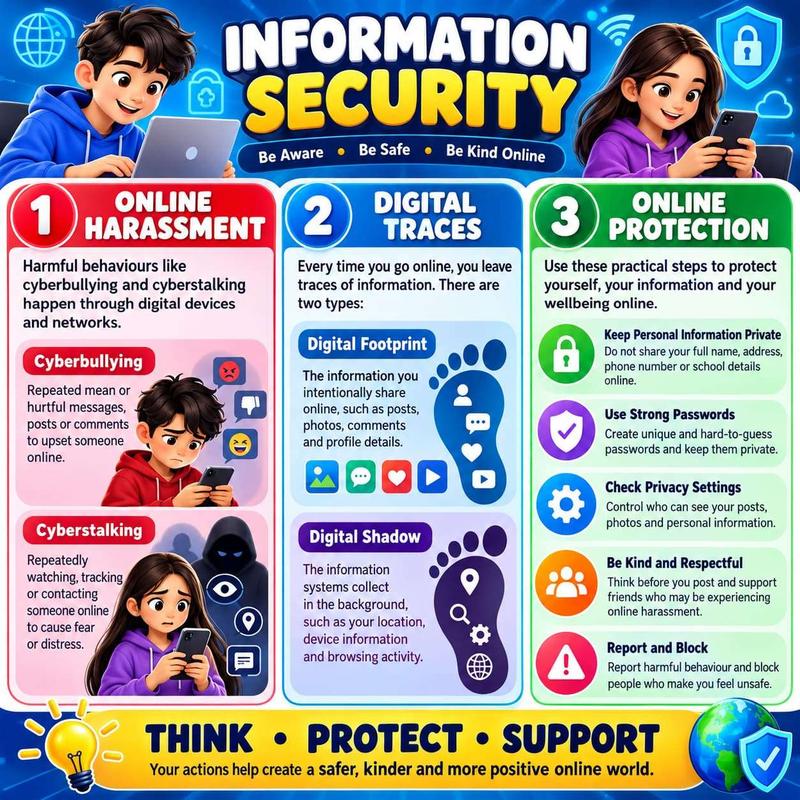 INFORMATION
SECURITY
Be Aware • Be Safe • Be Kind Online
1
ONLINE
HARASSMENT
Harmful behaviours like
cyberbullying and cyberstalking
happen through digital devices
and networks.
Cyberbullying
Repeated mean or
hurtful messages,
posts or comments
to upset someone
online.
Cyberstalking
Repeatedly
watching, tracking
or contacting
someone online
to cause fear
or distress.
2
DIGITAL
TRACES
Every time you go online, you leave
traces of information. There are
two types:
Digital Footprint
The information you
intentionally share
online, such as posts,
photos, comments
and profile details.
Digital Shadow
The information
systems collect
in the background,
such as your location,
device information
and browsing activity.
3
ONLINE
PROTECTION
Use these practical steps to protect
yourself, your information and your
wellbeing online.
Keep Personal Information Private
Do not share your full name, address,
phone number or school details
online.
Use Strong Passwords
Create unique and hard-to-guess
passwords and keep them private.
Check Privacy Settings
Control who can see your posts,
photos and personal information.
Be Kind and Respectful
Think before you post and support
friends who may be experiencing
online harassment.
Report and Block
Report harmful behaviour and block
people who make you feel unsafe.
THINK • PROTECT • SUPPORT
Your actions help create a safer, kinder and more positive online world.